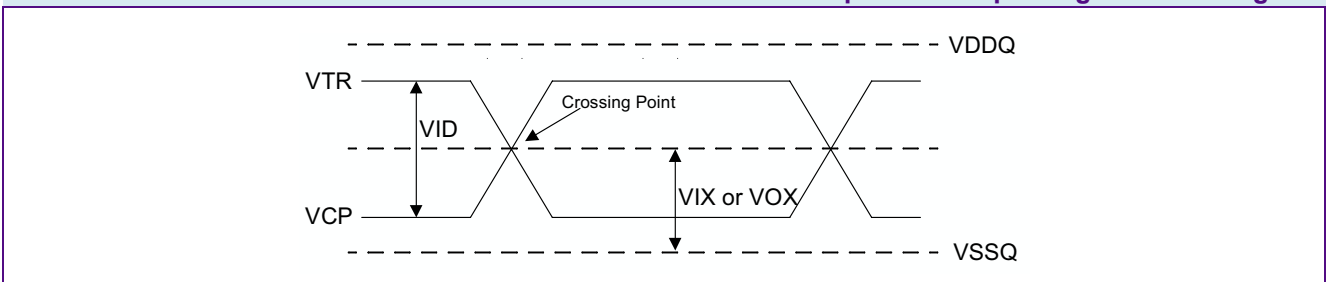 VDDQ
VTR
Crossing Point
VID
VIX or VOX
VCP
VSSQ